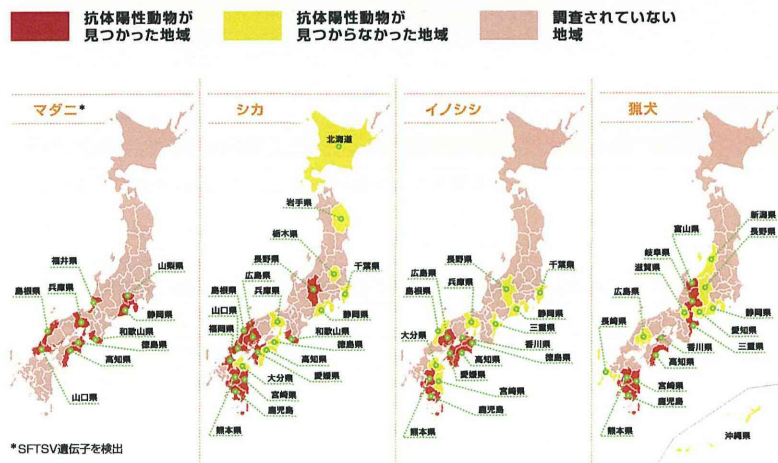 抗体陽性動物が
見つかった地域
抗体陽性動物が
見つからなかった地域
調査されていない
地域
マダニ*
福井県
山梨県
兵庫県
島根県
静岡県
和歌山県
徳島県
高知県
山口県
*SFTSV遺伝子を検出
シカ
北海道
岩手県
栃木県
長野県
千葉県
広島県
島根県
兵庫県
山口県
静岡県
福岡県
和歌山県
徳島県
高知県
愛媛県
大分県
宮崎県
鹿児島
熊本県
イノシシ
長野県
千葉県
広島県
兵庫県
島根県
静岡県
三重県
大分県
香川県
高知県
徳島県
愛媛県
宮崎県
鹿児島
熊本県
猟犬
新潟県
富山県
長野県
岐阜県
滋賀県
広島県
静岡県
長崎県
愛知県
三重県
香川県
高知県
宮崎県
鹿児島
熊本県
沖縄県